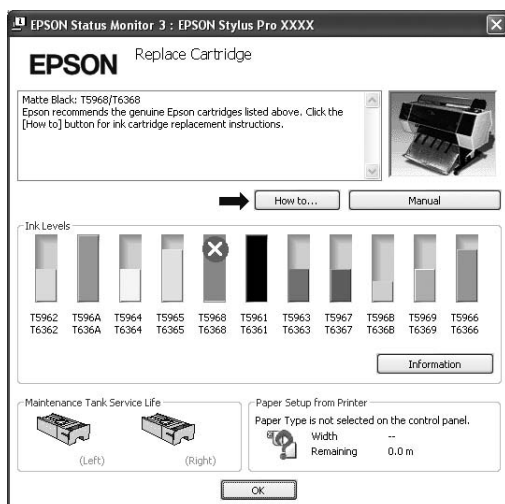 EPSON Status Monitor 3 : EPSON Stylus Pro XXXX
EPSON
Replace Cartridge
Matte Black: T5968/T6368
Epson recommends the genuine Epson cartridges listed above. Click the
[How to] button for ink cartridge replacement instructions.
How to...
Manual
Ink Levels
T5962 T596A T5964 T5965 T5968 T5961 T5963 T5967 T596B T5969 T5966
T6362 T636A T6364 T6365 T6368 T6361 T6363 T6367 T636B T6369 T6366
Information
Maintenance Tank Service Life
(Left)
(Right)
Paper Setup from Printer
Paper Type is not selected on the control panel.
Width --
Remaining 0.0 m
OK